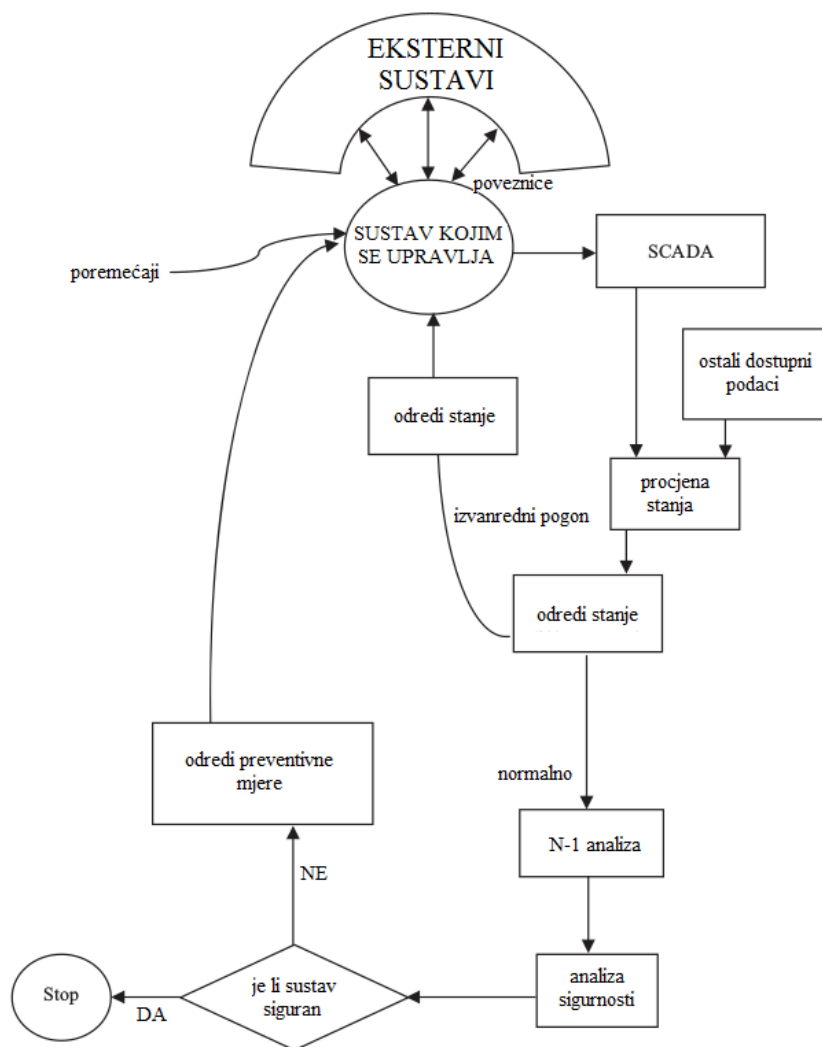 EKSTERNI
SUSTAVI
poveznice
SUSTAV KOJIM
SE UPRAVLJA
SCADA
poremećaji
ostali dostupni
podaci
odredi stanje
procjena
stanja
izvanredni pogon
odredi stanje
odredi preventivne
mjere
normalno
N-1 analiza
NE
analiza
sigurnosti
je li sustav
siguran
Stop
DA